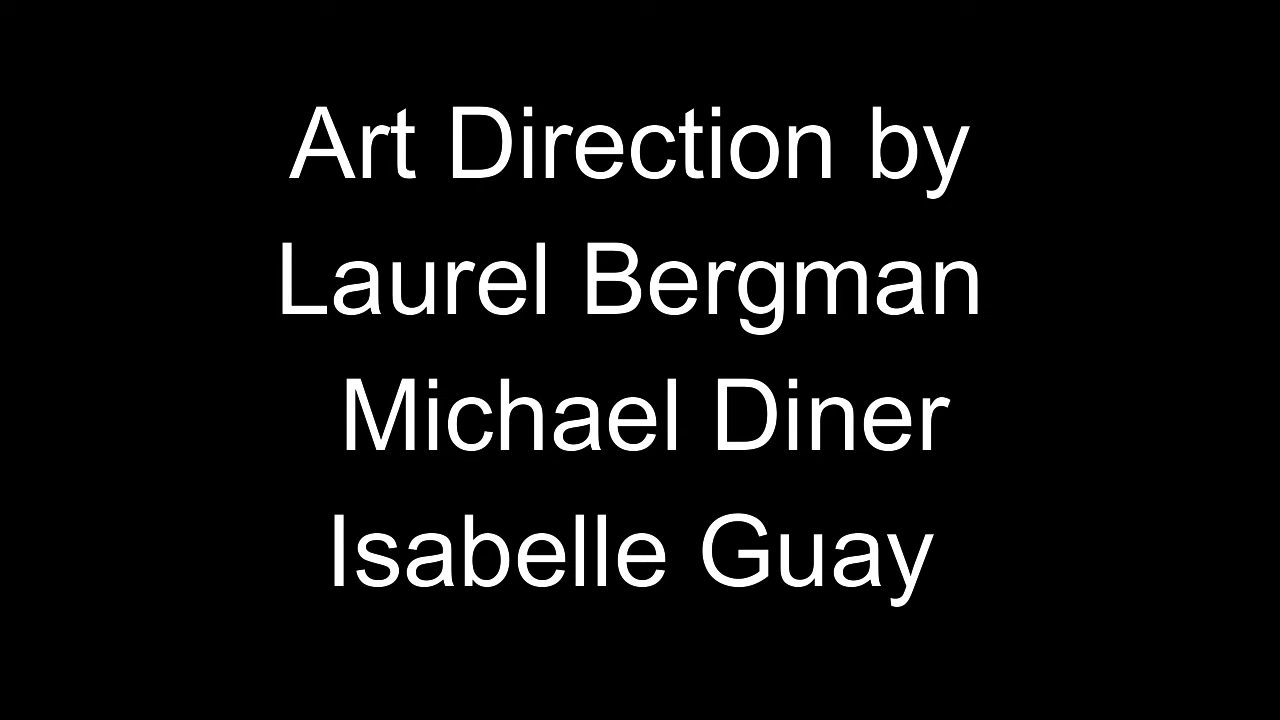 Art Direction by
Laurel Bergman
Michael Diner
Isabelle Guay